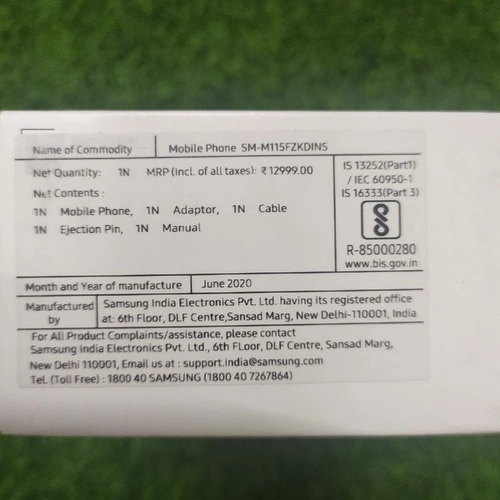 Name of Commodity Mobile Phone SM-M115FZKDINS
Net Quantity: 1N MRP (Incl. of all taxes): ₹12999.00
Net Contents :
1N Mobile Phone, 1N Adaptor, 1N Cable
1N Ejection Pin, 1N Manual
IS 13252(Part1)
/ IEC 60950-1
IS 16333(Part 3)
R-85000280
www.bis.gov.in
Month and Year of manufacture June 2020
Manufactured by
Samsung India Electronics Pvt. Ltd. having its registered office
at: 6th Floor, DLF Centre,Sansad Marg, New Delhi-110001, India
For All Product Complaints/assistance, please contact
Samsung India Electronics Pvt. Ltd., 6th FLoor, DLF Centre, Sansad Marg,
New Delhi 110001, Email us at : support.india@samsung.com
Tel. (Toll Free) : 1800 40 SAMSUNG (1800 40 7267864)